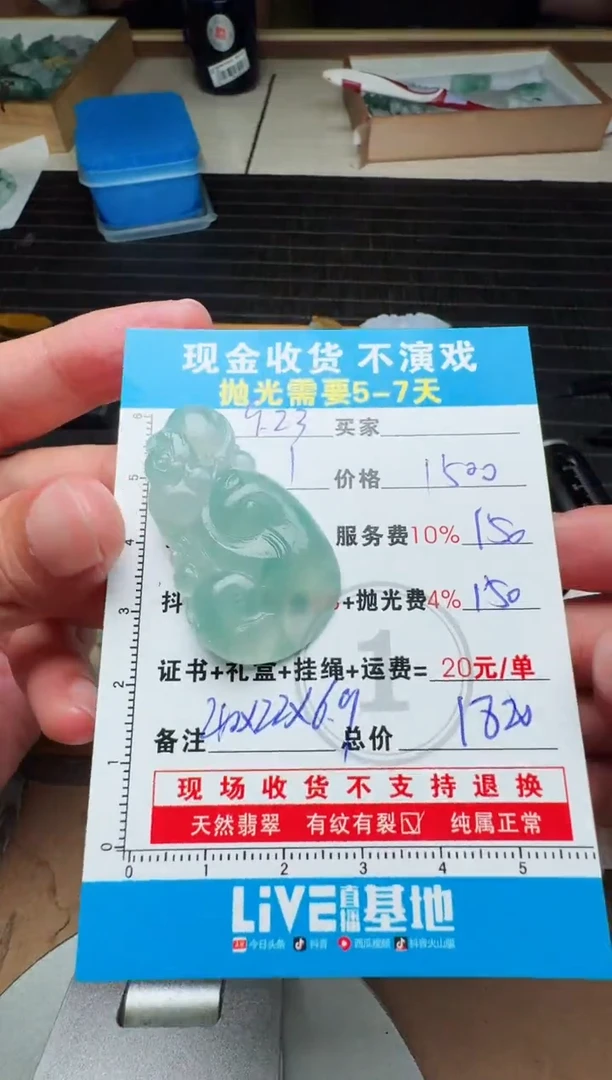 现金收货 不演戏
抛光需要5-7天
9.23 买家
1 价格 1500
服务费10% 150
抖 +抛光费4% 150
证书+礼盒+挂绳+运费= 20元/单
备注 40x22x6.9 总价 1820
现场收货不支持退换
天然翡翠 有纹有裂☑ 纯属正常
LiVE直播基地
今日头条 抖音 西瓜视频 抖音火山版